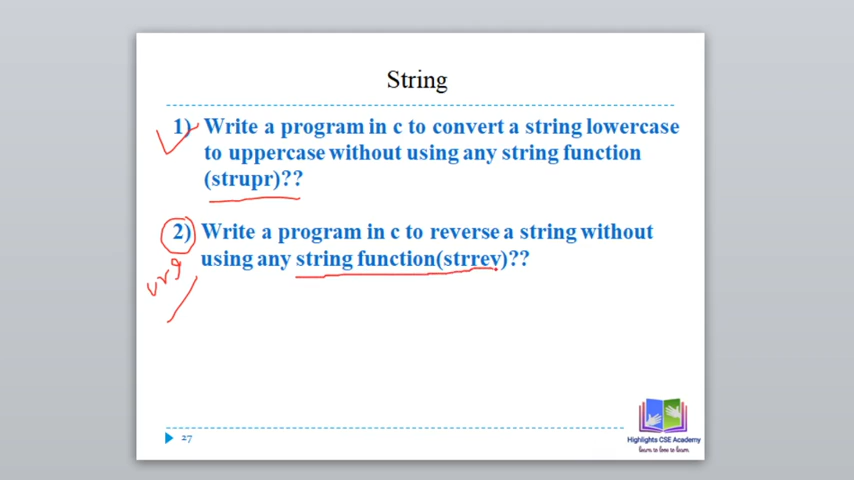 String
1) Write a program in c to convert a string lowercase
to uppercase without using any string function
(strupr)??
2) Write a program in c to reverse a string without
using any string function(strrev)??
27
Highlights CSE Academy
learn to love to learn